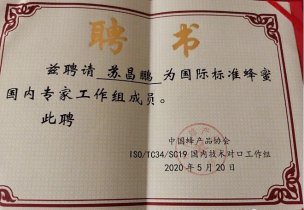 聘书
兹聘请 苏昌鹏 为国际标准蜂蜜
国内专家工作组成员。
此聘
中国蜂产品协会
ISO/TC34/SC19 国内技术对口工作组
2020年5月20日